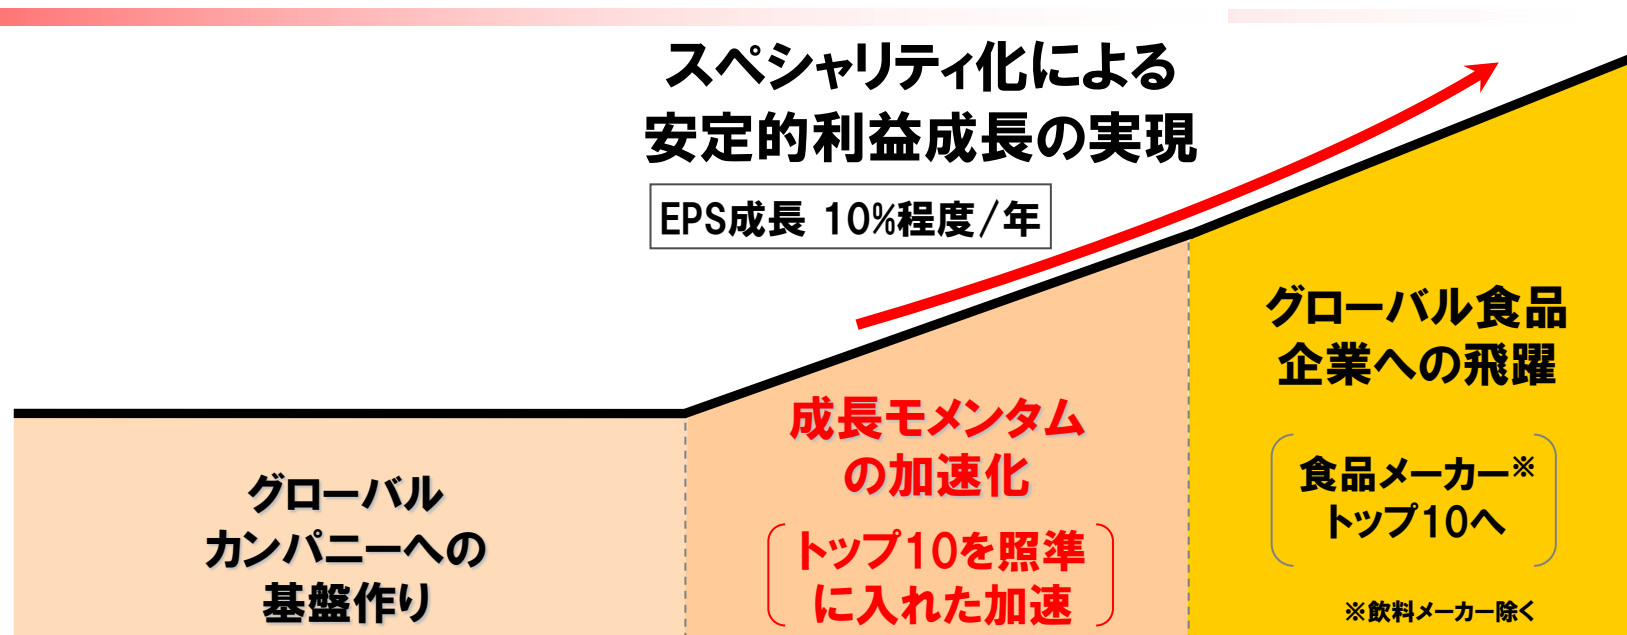 スペシャリティ化による
安定的利益成長の実現
EPS成長 10%程度/年
グローバル
カンパニーへの
基盤作り
成長モメンタム
の加速化
トップ10を照準
に入れた加速
グローバル食品
企業への飛躍
食品メーカー※
トップ10へ
※飲料メーカー除く